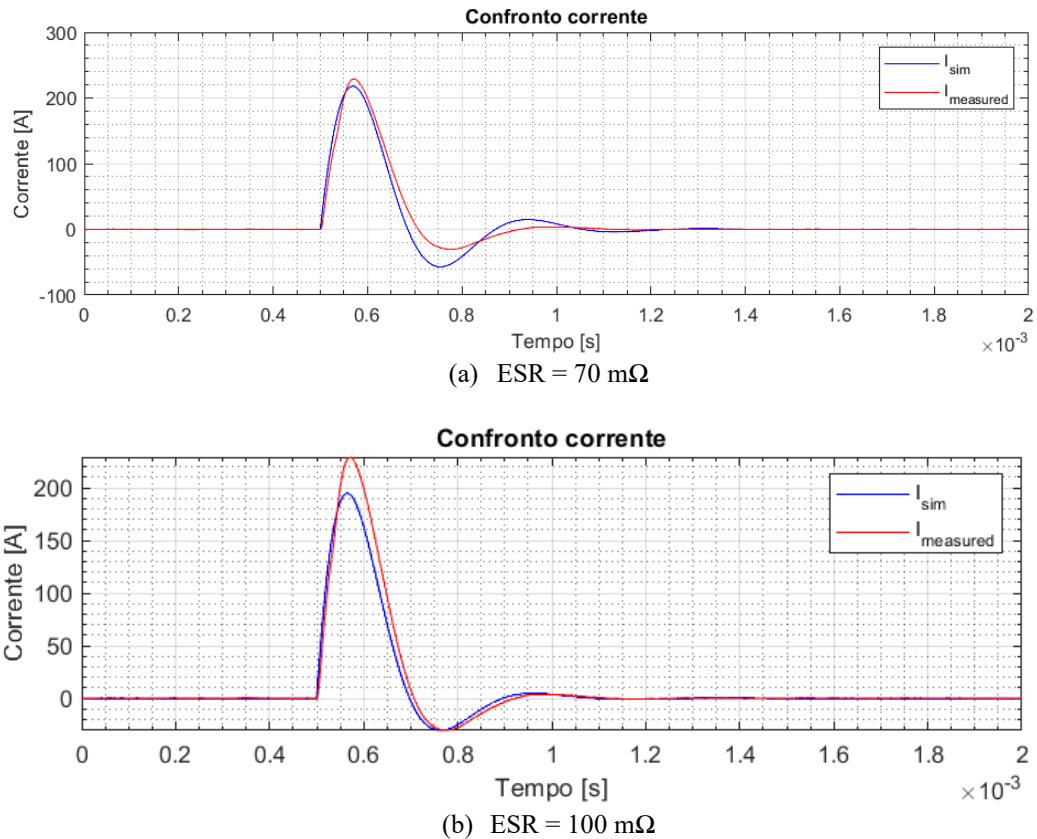 Confronto corrente
300
200
100
0
-100
Corrente [A]
I_sim
I_measured
0 0.2 0.4 0.6 0.8 1 1.2 1.4 1.6 1.8 2
Tempo [s]
×10⁻³
(a) ESR = 70 mΩ
Confronto corrente
200
150
100
50
0
Corrente [A]
I_sim
I_measured
0 0.2 0.4 0.6 0.8 1 1.2 1.4 1.6 1.8 2
Tempo [s]
×10⁻³
(b) ESR = 100 mΩ